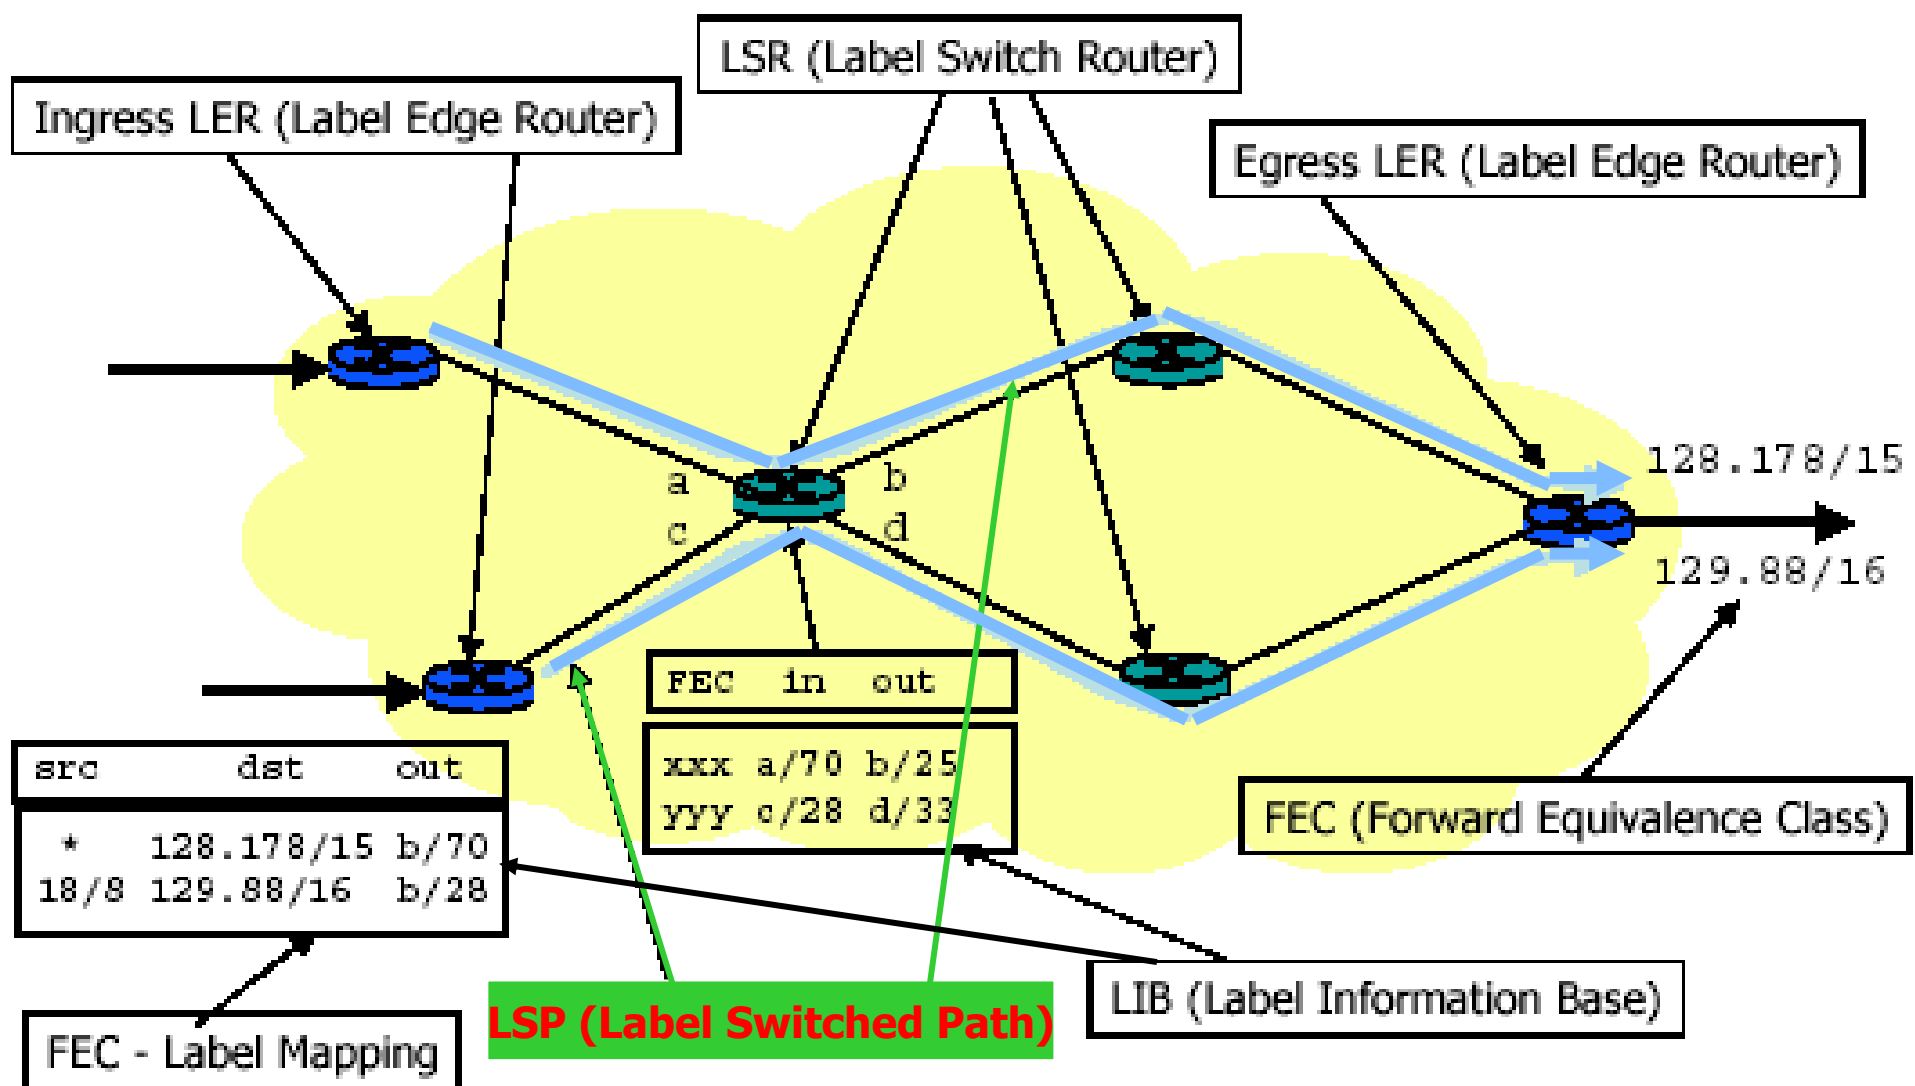 LSR (Label Switch Router)
Ingress LER (Label Edge Router)
Egress LER (Label Edge Router)
128.178/15
a
b
c
d
129.88/16
FEC in out
xxx a/70 b/25
yyy c/28 d/33
src dst out
* 128.178/15 b/70
18/8 129.88/16 b/28
FEC (Forward Equivalence Class)
LIB (Label Information Base)
LSP (Label Switched Path)
FEC - Label Mapping